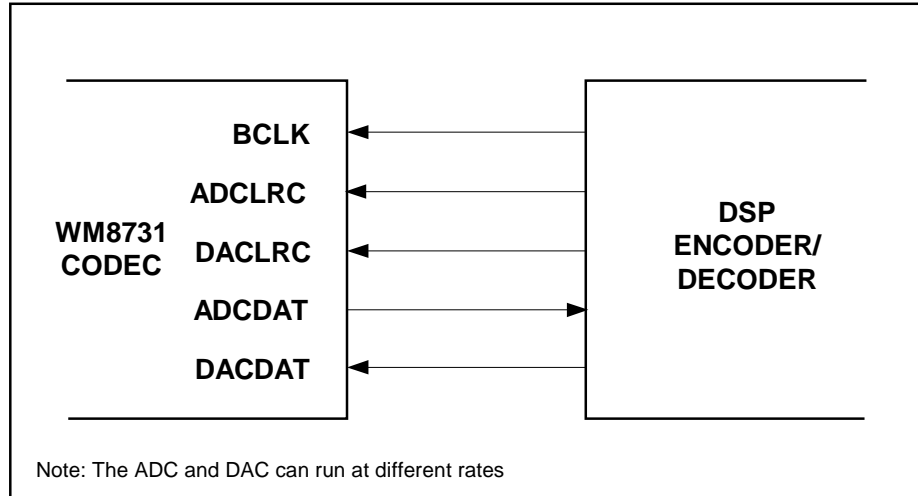 BCLK
ADCLRC
WM8731
CODEC
DACLRC
ADCDAT
DACDAT
DSP
ENCODER/
DECODER
Note: The ADC and DAC can run at different rates